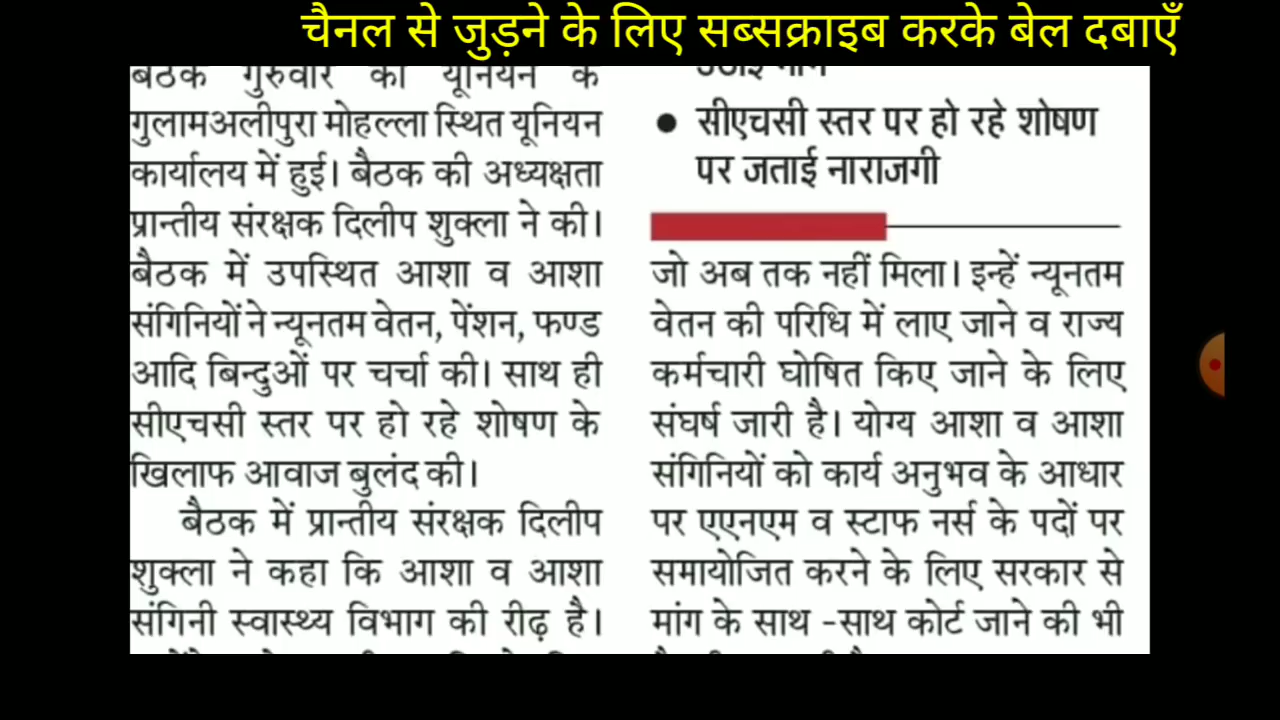 चैनल से जुड़ने के लिए सब्सक्राइब करके बेल दबाएँ
बैठक गुरुवार को यूनियन के
गुलामअलीपुरा मोहल्ला स्थित यूनियन
कार्यालय में हुई। बैठक की अध्यक्षता
प्रान्तीय संरक्षक दिलीप शुक्ला ने की।
बैठक में उपस्थित आशा व आशा
संगिनियों ने न्यूनतम वेतन, पेंशन, फण्ड
आदि बिन्दुओं पर चर्चा की। साथ ही
सीएचसी स्तर पर हो रहे शोषण के
खिलाफ आवाज बुलंद की।
बैठक में प्रान्तीय संरक्षक दिलीप
शुक्ला ने कहा कि आशा व आशा
संगिनी स्वास्थ्य विभाग की रीढ़ है।
● सीएचसी स्तर पर हो रहे शोषण
पर जताई नाराजगी
जो अब तक नहीं मिला। इन्हें न्यूनतम
वेतन की परिधि में लाए जाने व राज्य
कर्मचारी घोषित किए जाने के लिए
संघर्ष जारी है। योग्य आशा व आशा
संगिनियों को कार्य अनुभव के आधार
पर एएनएम व स्टाफ नर्स के पदों पर
समायोजित करने के लिए सरकार से
मांग के साथ -साथ कोर्ट जाने की भी